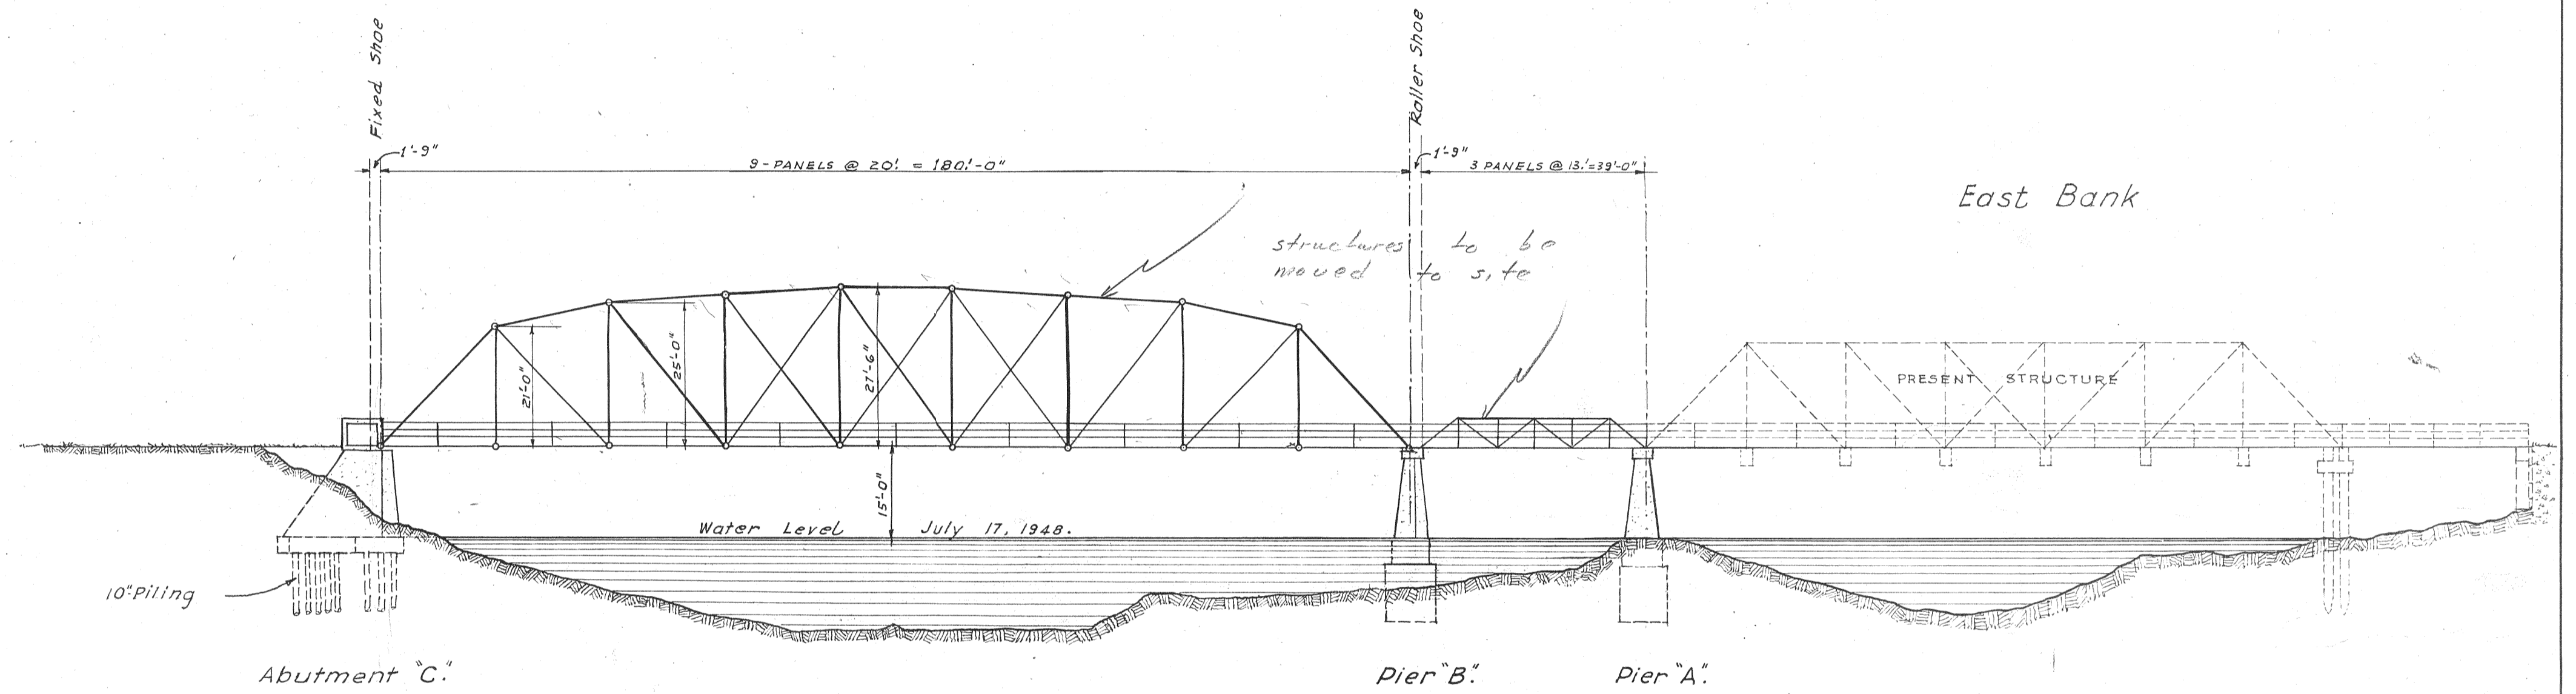 Fixed Shoe
Roller Shoe
1'-9"
9-PANELS @ 20'. = 180'.-0"
1'-9"
3 PANELS @ 13.'=39'-0"
East Bank
structures to be
moved to site
21'-0"
25'-0"
27'-6"
PRESENT STRUCTURE
15'-0"
Water Level July 17, 1948.
10" Piling
Abutment "C".
Pier "B".
Pier "A".